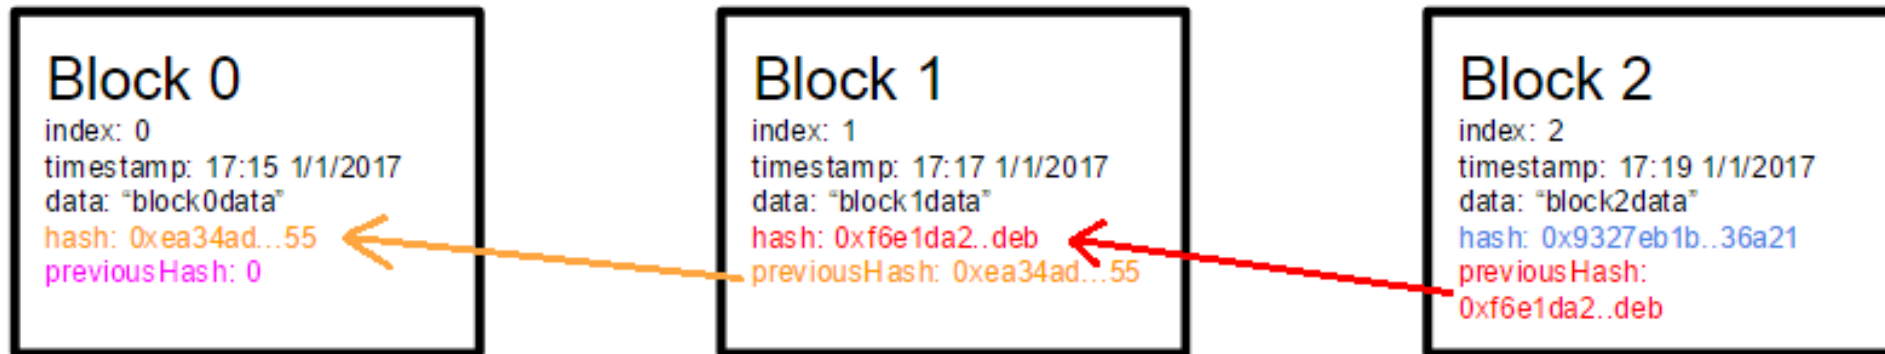 Block 0
index: 0
timestamp: 17:15 1/1/2017
data: “block0data”
hash: 0xea34ad...55
previousHash: 0
Block 1
index: 1
timestamp: 17:17 1/1/2017
data: “block1data”
hash: 0xf6e1da2..deb
previousHash: 0xea34ad...55
Block 2
index: 2
timestamp: 17:19 1/1/2017
data: “block2data”
hash: 0x9327eb1b..36a21
previousHash:
0xf6e1da2..deb